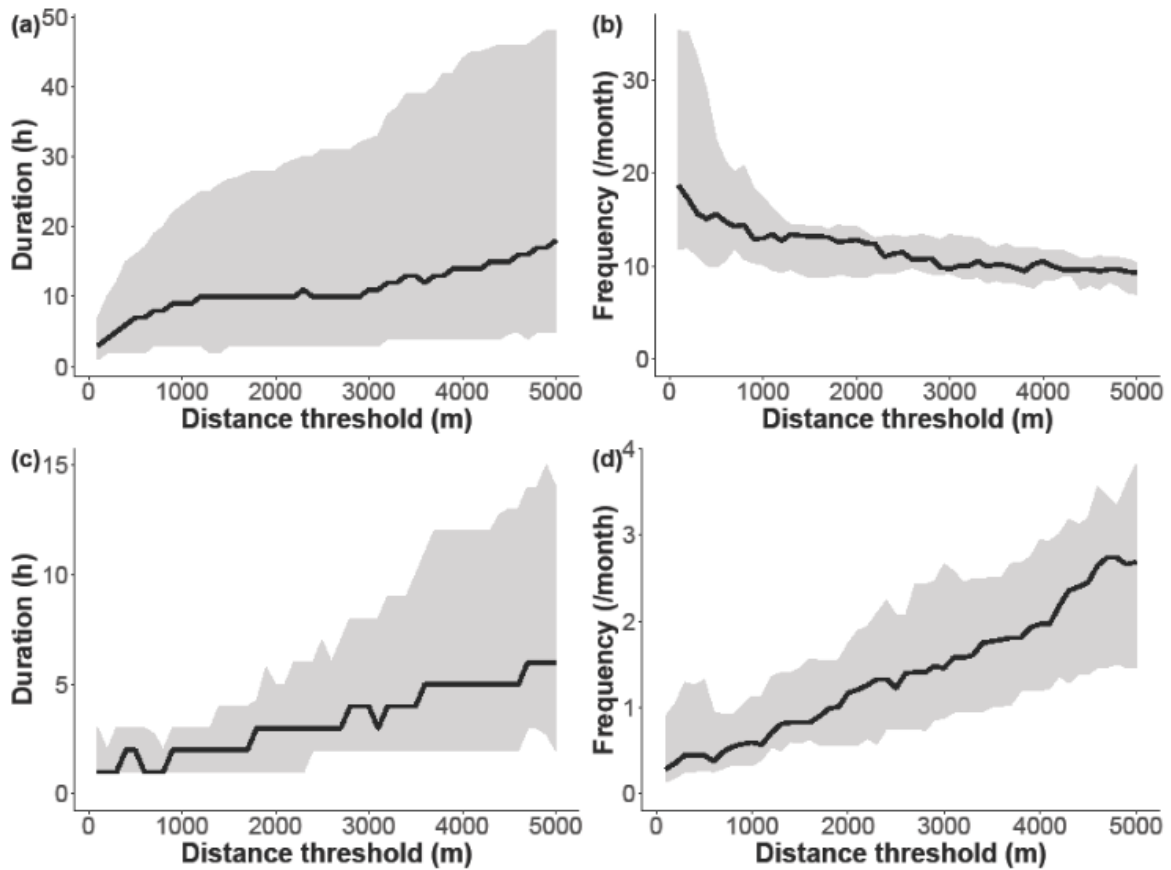 (a)
Duration (h)
50
40
30
20
10
0
0 1000 2000 3000 4000 5000
Distance threshold (m)
(b)
Frequency (/month)
30
20
10
0
0 1000 2000 3000 4000 5000
Distance threshold (m)
(c)
Duration (h)
15
10
5
0
0 1000 2000 3000 4000 5000
Distance threshold (m)
(d)
Frequency (/month)
4
3
2
1
0
0 1000 2000 3000 4000 5000
Distance threshold (m)